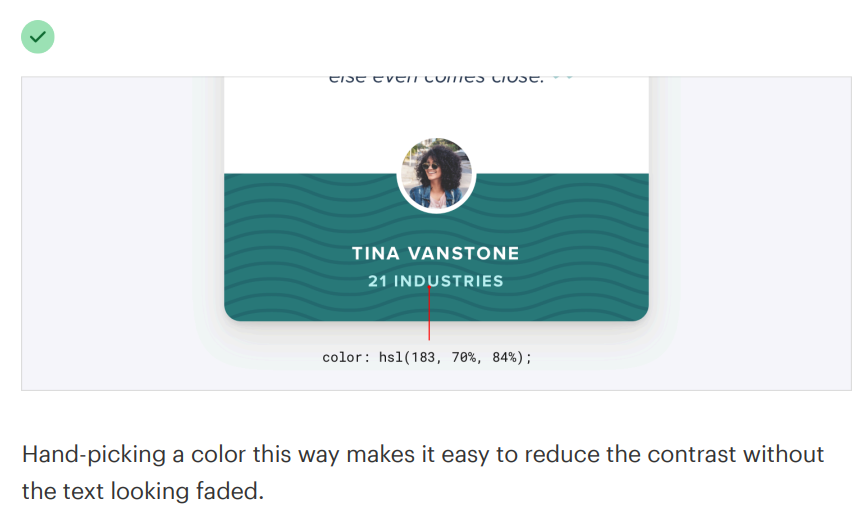 else even comes close.
TINA VANSTONE
21 INDUSTRIES
color: hsl(183, 70%, 84%);
Hand-picking a color this way makes it easy to reduce the contrast without
the text looking faded.